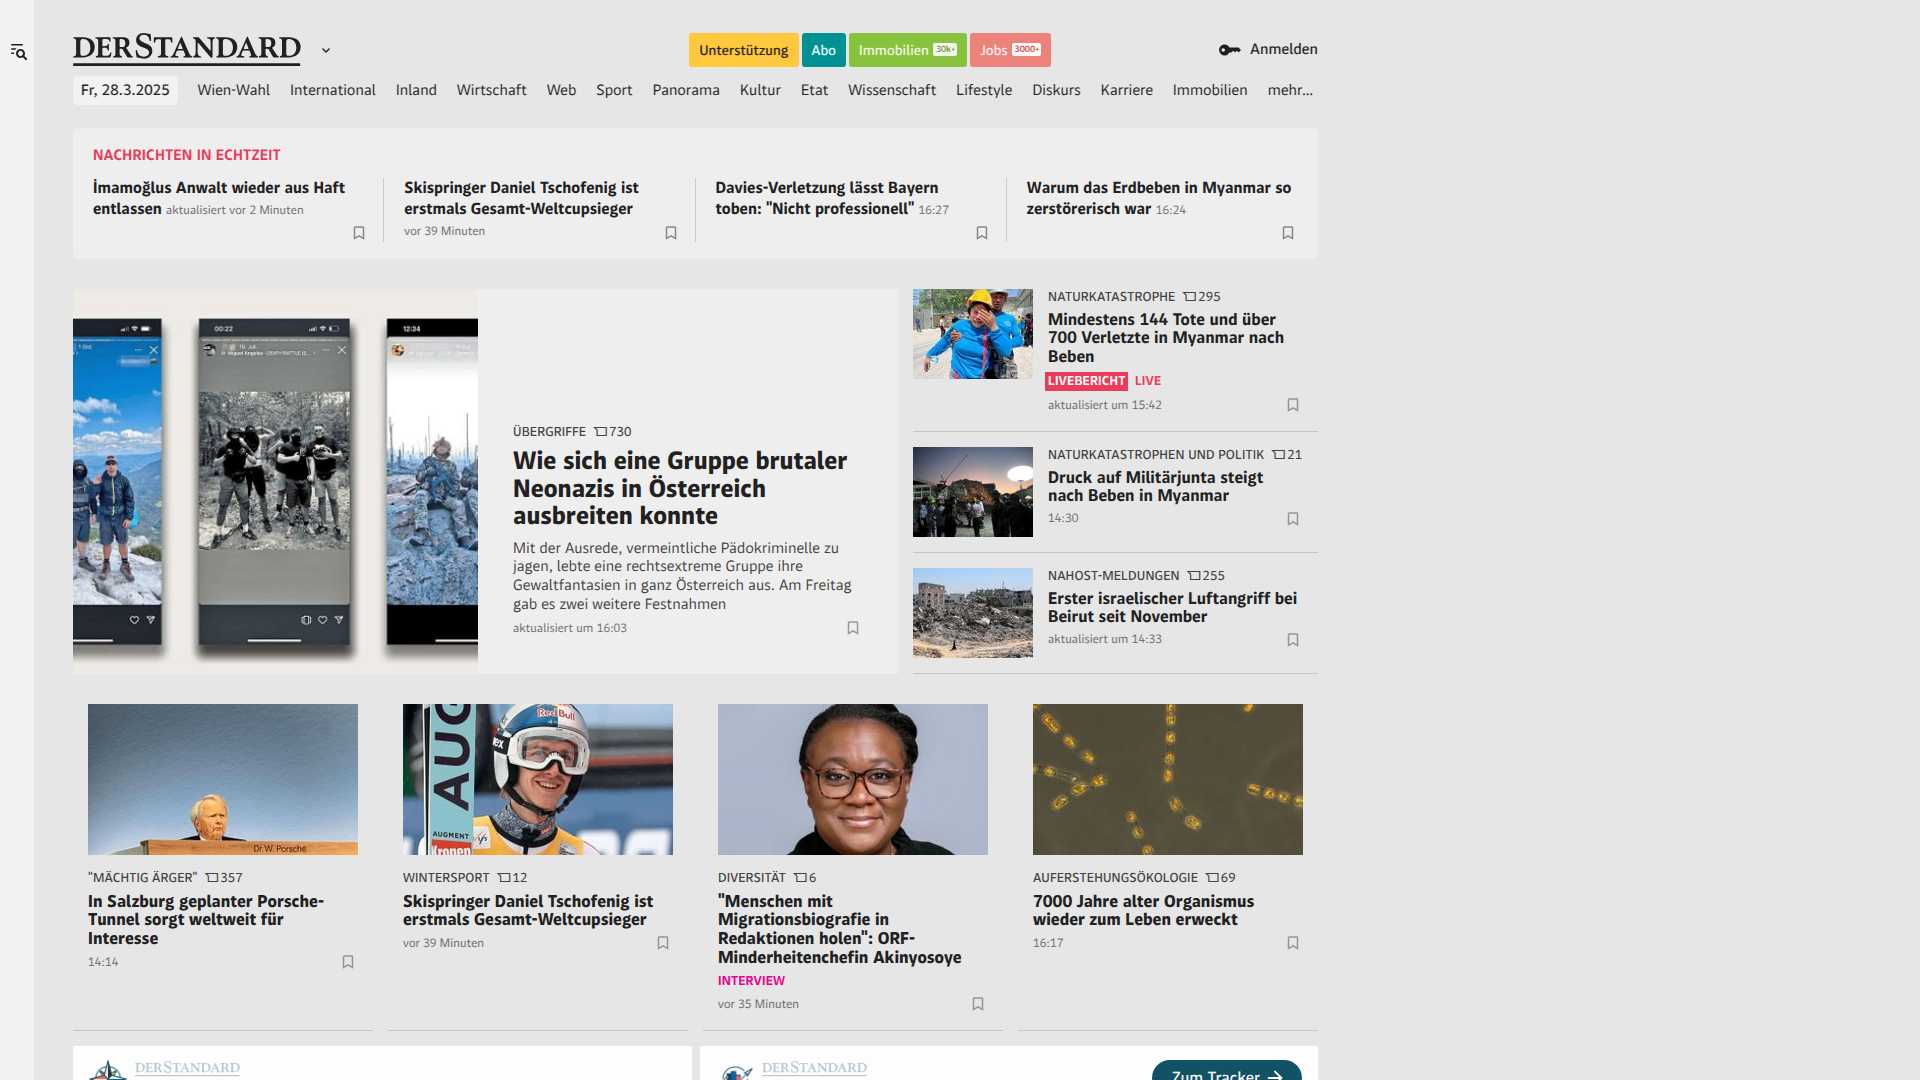 DERSTANDARD
Unterstützung
Abo
Immobilien 30k+
Jobs 3000+
Anmelden
Fr, 28.3.2025
Wien-Wahl
International
Inland
Wirtschaft
Web
Sport
Panorama
Kultur
Etat
Wissenschaft
Lifestyle
Diskurs
Karriere
Immobilien
mehr...
NACHRICHTEN IN ECHTZEIT
İmamoğlus Anwalt wieder aus Haft
entlassen aktualisiert vor 2 Minuten
Skispringer Daniel Tschofenig ist
erstmals Gesamt-Weltcupsieger
vor 39 Minuten
Davies-Verletzung lässt Bayern
toben: "Nicht professionell" 16:27
Warum das Erdbeben in Myanmar so
zerstörerisch war 16:24
00:22
12:34
ÜBERGRIFFE 730
Wie sich eine Gruppe brutaler
Neonazis in Österreich
ausbreiten konnte
Mit der Ausrede, vermeintliche Pädokriminelle zu
jagen, lebte eine rechtsextreme Gruppe ihre
Gewaltfantasien in ganz Österreich aus. Am Freitag
gab es zwei weitere Festnahmen
aktualisiert um 16:03
NATURKATASTROPHE 295
Mindestens 144 Tote und über
700 Verletzte in Myanmar nach
Beben
LIVEBERICHT LIVE
aktualisiert um 15:42
NATURKATASTROPHEN UND POLITIK 21
Druck auf Militärjunta steigt
nach Beben in Myanmar
14:30
NAHOST-MELDUNGEN 255
Erster israelischer Luftangriff bei
Beirut seit November
aktualisiert um 14:33
Dr.W. Porsche
"MÄCHTIG ÄRGER" 357
In Salzburg geplanter Porsche-
Tunnel sorgt weltweit für
Interesse
14:14
AUG
AUGMENT
Kronen
Red Bull
WINTERSPORT 12
Skispringer Daniel Tschofenig ist
erstmals Gesamt-Weltcupsieger
vor 39 Minuten
DIVERSITÄT 6
"Menschen mit
Migrationsbiografie in
Redaktionen holen": ORF-
Minderheitenchefin Akinyosoye
INTERVIEW
vor 35 Minuten
AUFERSTEHUNGSÖKOLOGIE 69
7000 Jahre alter Organismus
wieder zum Leben erweckt
16:17
DERSTANDARD
DERSTANDARD
Zum Tracker